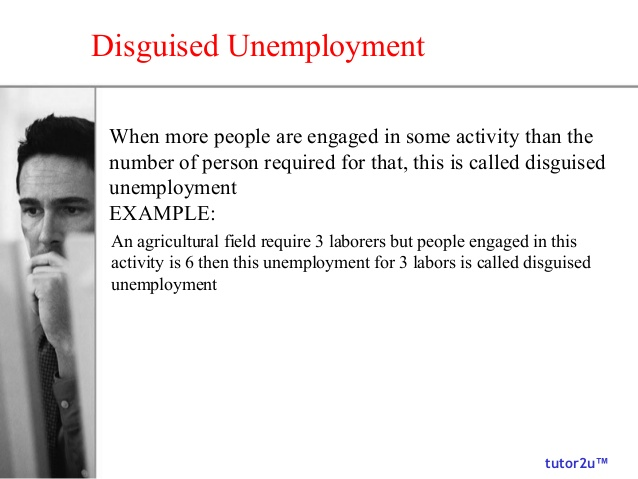 Disguised Unemployment
When more people are engaged in some activity than the
number of person required for that, this is called disguised
unemployment
EXAMPLE:
An agricultural field require 3 laborers but people engaged in this
activity is 6 then this unemployment for 3 labors is called disguised
unemployment
tutor2u™